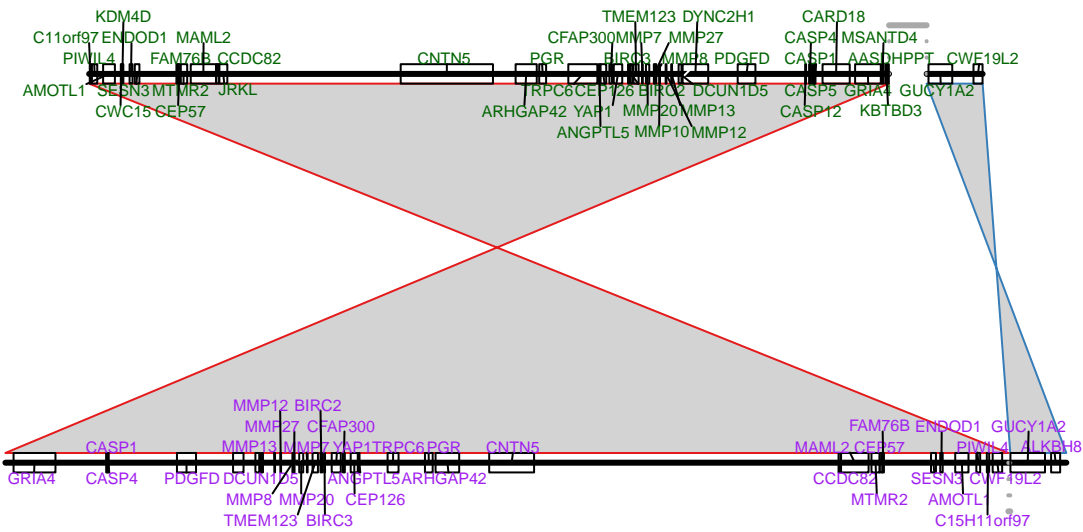 KDM4D TMEM123 DYNC2H1 CARD18
C11orf97 ENDOD1 MAML2 CFAP300 MMP7 MMP27 CASP4 MSANTD4
PIWIL4 FAM76B CCDC82 CNTN5 PGR BIRC3 MMP8 PDGFD CASP1 AASDHPPT CWF19L2
AMOTL1 SESN3 MTMR2 JRKL TRPC6 CEP126 BIRC2 DCUN1D5 CASP5 GRIA4 GUCY1A2
CWC15 CEP57 ARHGAP42 YAP1 MMP20 MMP13 CASP12 KBTBD3
ANGPTL5 MMP10 MMP12
MMP12 BIRC2
MMP27 CFAP300 FAM76B ENDOD1 GUCY1A2
CASP1 MMP13 MMP7 YAP1 TRPC6 PGR CNTN5 MAML2 CEP57 PIWIL4 ALKBH8
GRIA4 CASP4 PDGFD DCUN1D5 ANGPTL5 ARHGAP42 CCDC82 SESN3 CWF19L2
MMP8 MMP20 CEP126 MTMR2 AMOTL1
TMEM123 BIRC3 C15H11orf97